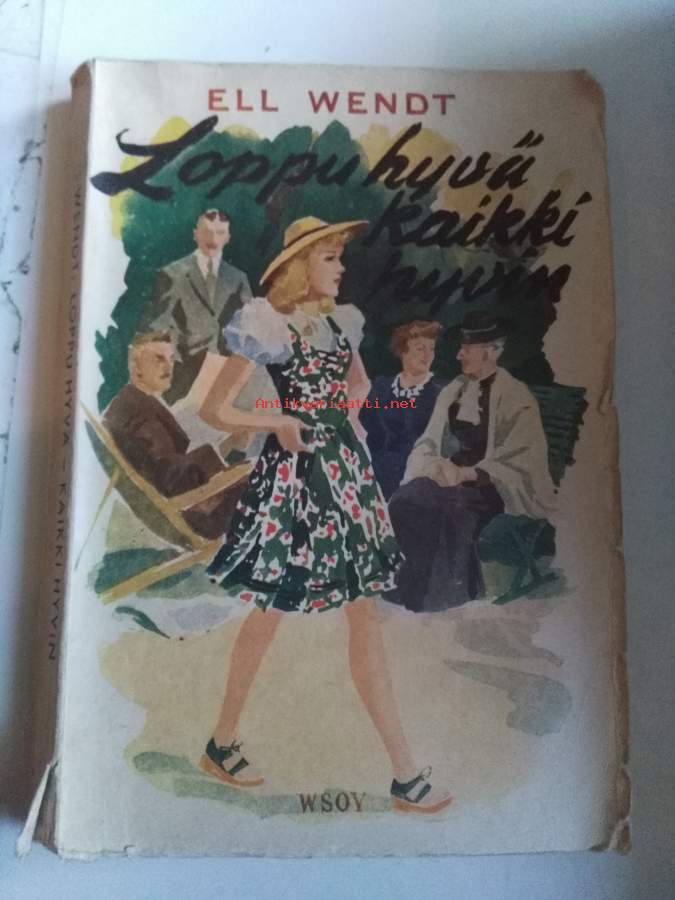 ELL WENDT
Loppu hyvä
kaikki
hyvin
Antikvariaatti.net
WSOY
WENDT LOPPU HYVÄ – KAIKKI HYVIN